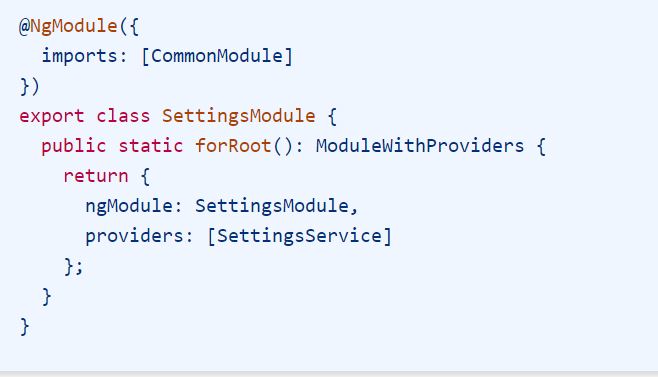 @NgModule({
  imports: [CommonModule]
})
export class SettingsModule {
  public static forRoot(): ModuleWithProviders {
    return {
      ngModule: SettingsModule,
      providers: [SettingsService]
    };
  }
}